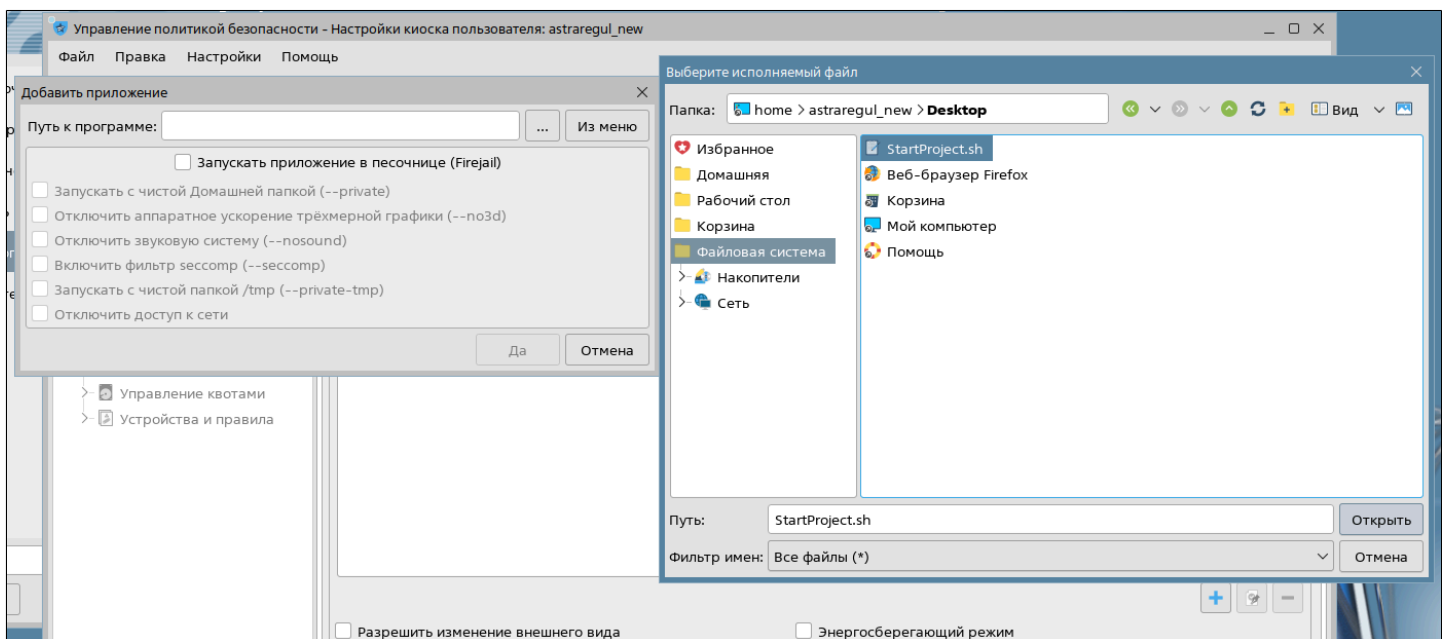 Управление политикой безопасности - Настройки киоска пользователя: astraregul_new
Файл Правка Настройки Помощь
Добавить приложение
Путь к программе: ... Из меню
Запускать приложение в песочнице (Firejail)
Запускать с чистой Домашней папкой (--private)
Отключить аппаратное ускорение трёхмерной графики (--no3d)
Отключить звуковую систему (--nosound)
Включить фильтр seccomp (--seccomp)
Запускать с чистой папкой /tmp (--private-tmp)
Отключить доступ к сети
Да Отмена
Управление квотами
Устройства и правила
Выберите исполняемый файл
Папка: home > astraregul_new > Desktop Вид
Избранное
Домашняя
Рабочий стол
Корзина
Файловая система
Накопители
Сеть
StartProject.sh
Веб-браузер Firefox
Корзина
Мой компьютер
Помощь
Путь: StartProject.sh Открыть
Фильтр имен: Все файлы (*) Отмена
Разрешить изменение внешнего вида Энергосберегающий режим